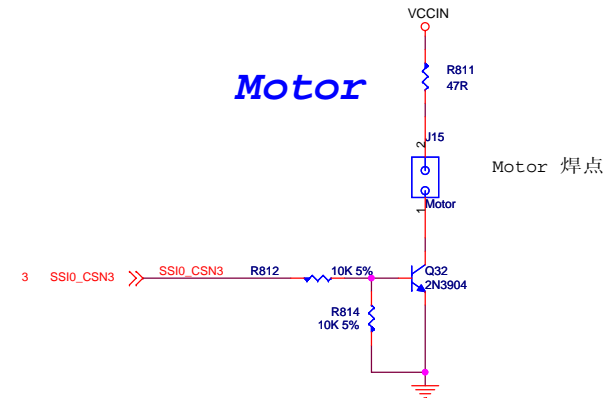 VCCIN
R811
47R
Motor
2
J15
Motor 焊点
1
Motor
3 SSI0_CSN3 SSI0_CSN3 R812 10K 5% Q32
2N3904
R814
10K 5%